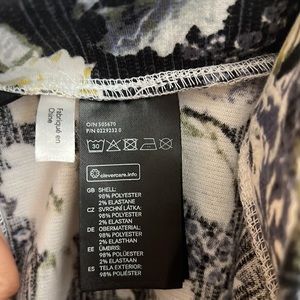 Fabriqué en
Chine
O/N 505670
P/N 0229232.0
30
clevercare.info
GB SHELL:
98% POLYESTER
2% ELASTANE
CZ SVRCHNÍ LÁTKA:
98% POLYESTER
2% ELASTAN
DE OBERMATERIAL:
98% POLYESTER
2% ELASTHAN
EE ÜMBRIS:
98% POLÜESTER
2% ELASTAAN
ES TELA EXTERIOR:
98% POLIÉSTER